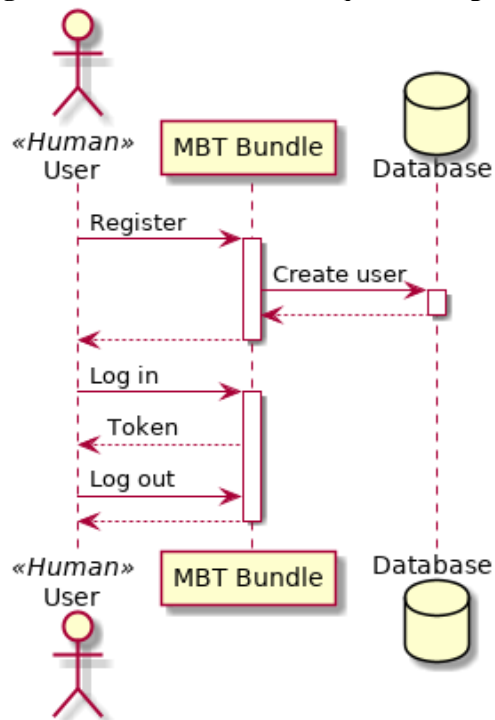 «Human»
User
MBT Bundle
Database
Register
Create user
Log in
Token
Log out
«Human»
User
MBT Bundle
Database